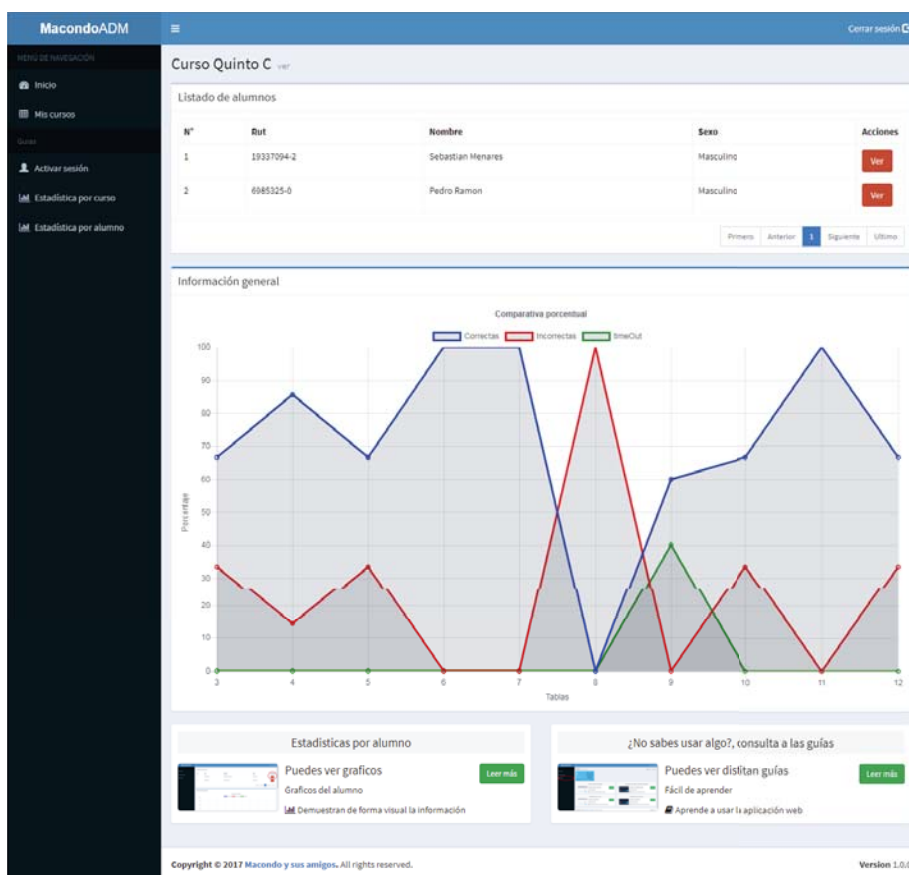 MacondoADM
Cerrar sesión
MENÚ DE NAVEGACIÓN
Inicio
Mis cursos
Guías
Activar sesión
Estadística por curso
Estadística por alumno
Curso Quinto C ver
Listado de alumnos
N° Rut Nombre Sexo Acciones
1 19337094-2 Sebastian Menares Masculino Ver
2 6985325-0 Pedro Ramon Masculino Ver
Primero Anterior 1 Siguiente Ultimo
Información general
Comparativa porcentual
Correctas Incorrectas timeOut
100
90
80
70
60
50
40
30
20
10
0
Porcentaje
3 4 5 6 7 8 9 10 11 12
Tablas
Estadísticas por alumno
Puedes ver graficos
Leer más
Graficos del alumno
Demuestran de forma visual la información
¿No sabes usar algo?, consulta a las guías
Puedes ver distitan guías
Leer más
Fácil de aprender
Aprende a usar la aplicación web
Copyright © 2017 Macondo y sus amigos. All rights reserved.
Version 1.0.0